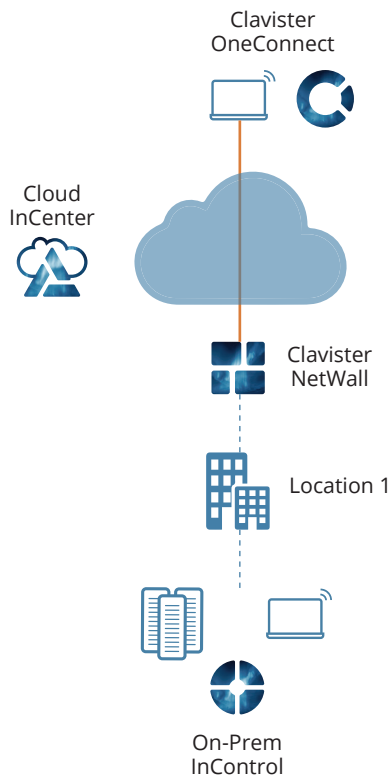 Clavister
OneConnect
Cloud
InCenter
Clavister
NetWall
Location 1
On-Prem
InControl